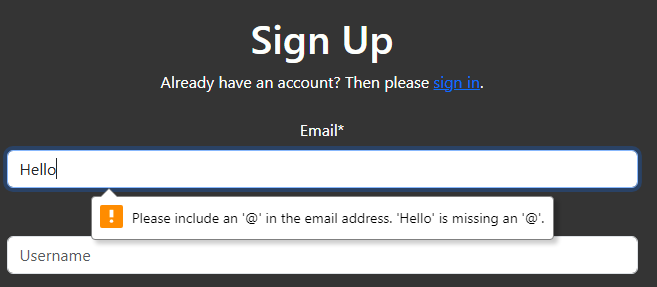 Sign Up
Already have an account? Then please sign in.
Email*
Hello
Please include an '@' in the email address. 'Hello' is missing an '@'.
Username